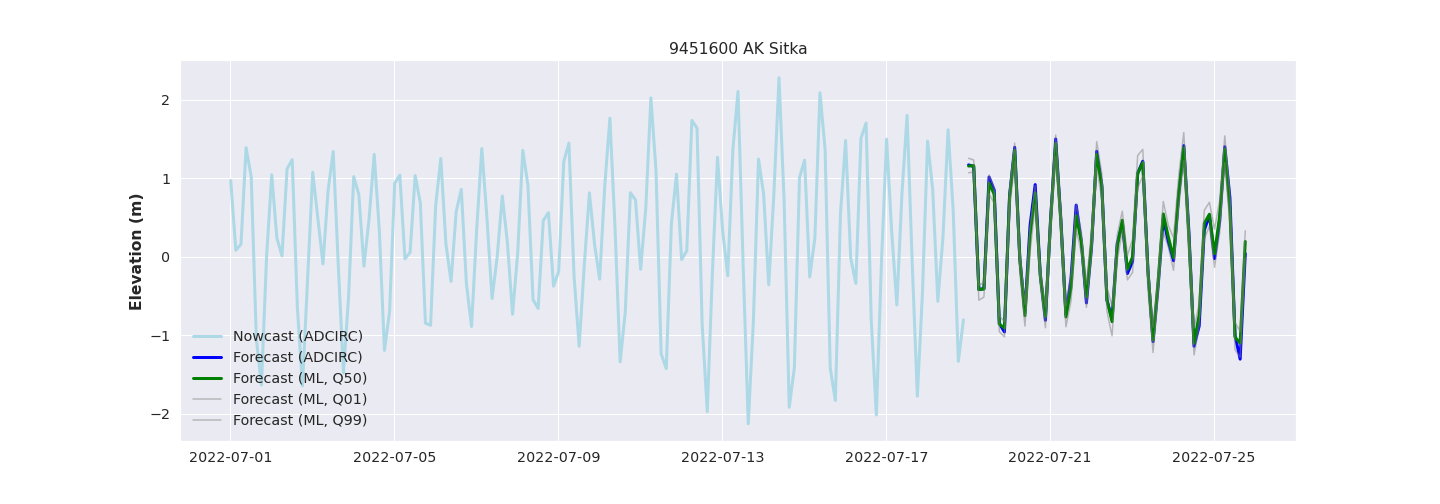 9451600 AK Sitka
Elevation (m)
2
1
0
−1
−2
Nowcast (ADCIRC)
Forecast (ADCIRC)
Forecast (ML, Q50)
Forecast (ML, Q01)
Forecast (ML, Q99)
2022-07-01 2022-07-05 2022-07-09 2022-07-13 2022-07-17 2022-07-21 2022-07-25